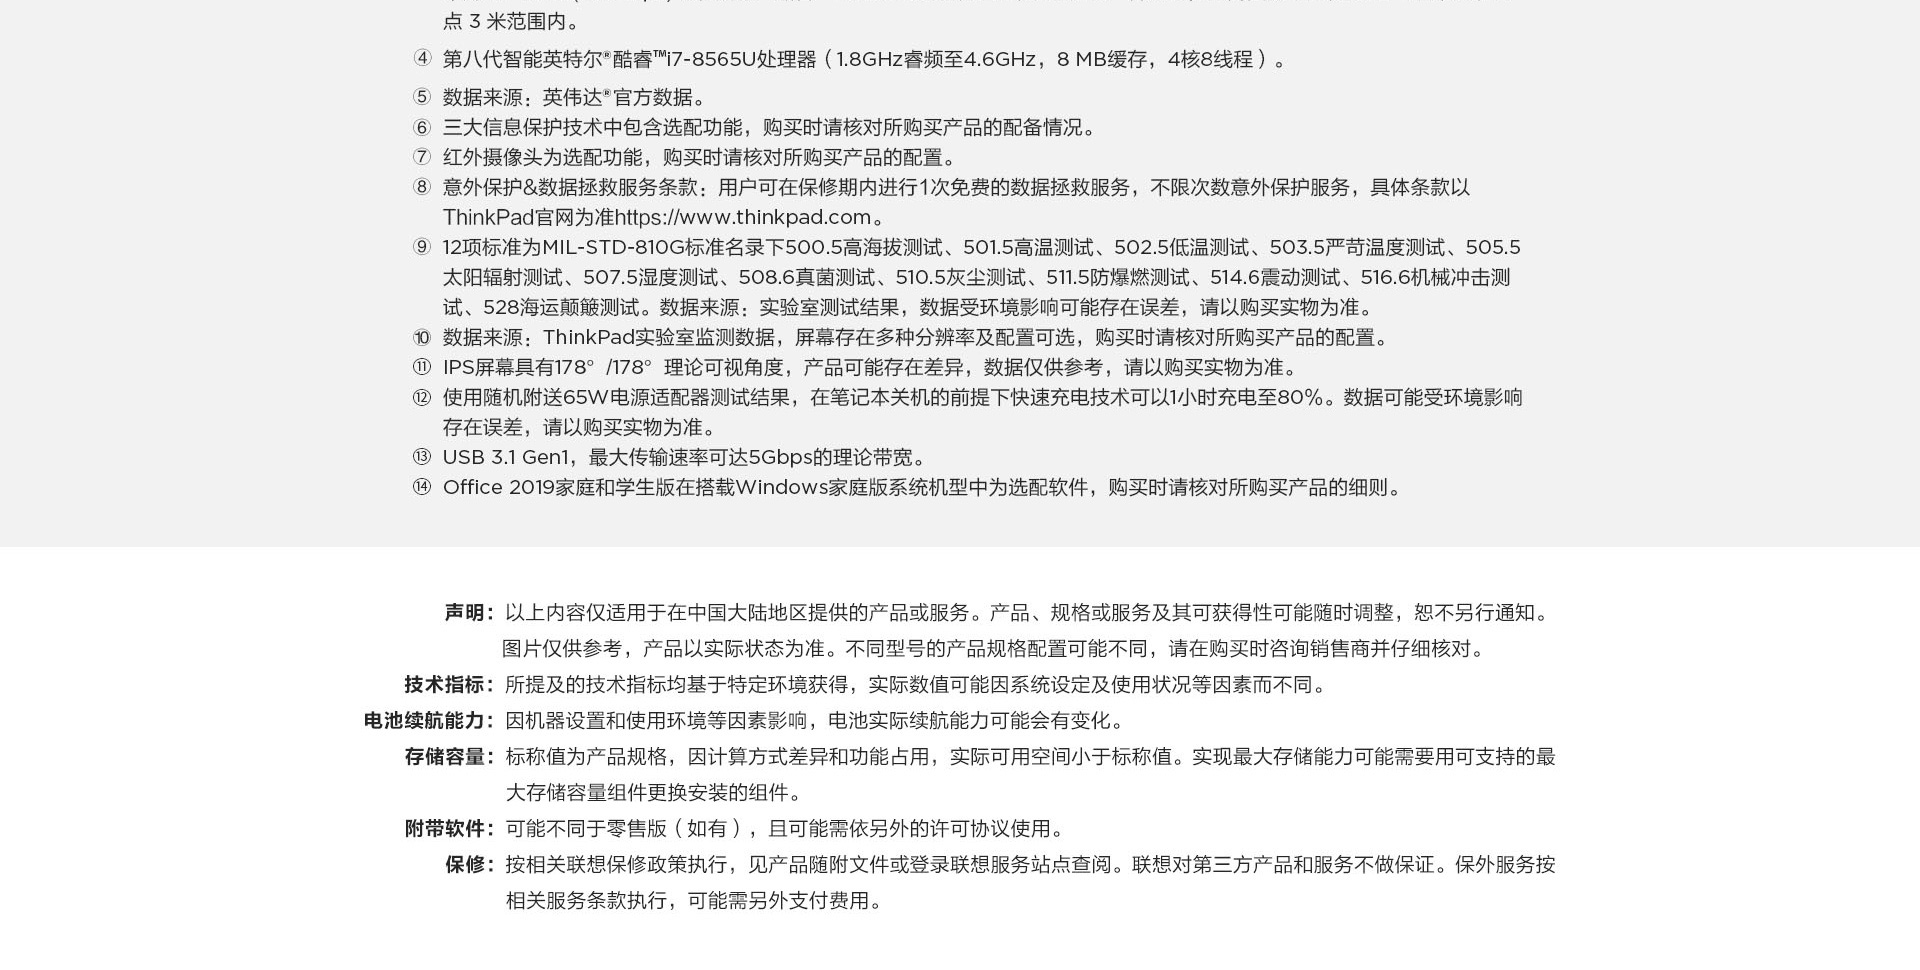 点 3 米范围内。
④ 第八代智能英特尔®酷睿™i7-8565U处理器（1.8GHz睿频至4.6GHz，8 MB缓存，4核8线程）。
⑤ 数据来源：英伟达®官方数据。
⑥ 三大信息保护技术中包含选配功能，购买时请核对所购买产品的配备情况。
⑦ 红外摄像头为选配功能，购买时请核对所购买产品的配置。
⑧ 意外保护&数据拯救服务条款：用户可在保修期内进行1次免费的数据拯救服务，不限次数意外保护服务，具体条款以
ThinkPad官网为准https://www.thinkpad.com。
⑨ 12项标准为MIL-STD-810G标准名录下500.5高海拔测试、501.5高温测试、502.5低温测试、503.5严苛温度测试、505.5
太阳辐射测试、507.5湿度测试、508.6真菌测试、510.5灰尘测试、511.5防爆燃测试、514.6震动测试、516.6机械冲击测
试、528海运颠簸测试。数据来源：实验室测试结果，数据受环境影响可能存在误差，请以购买实物为准。
⑩ 数据来源：ThinkPad实验室监测数据，屏幕存在多种分辨率及配置可选，购买时请核对所购买产品的配置。
⑪ IPS屏幕具有178°/178°理论可视角度，产品可能存在差异，数据仅供参考，请以购买实物为准。
⑫ 使用随机附送65W电源适配器测试结果，在笔记本关机的前提下快速充电技术可以1小时充电至80%。数据可能受环境影响
存在误差，请以购买实物为准。
⑬ USB 3.1 Gen1，最大传输速率可达5Gbps的理论带宽。
⑭ Office 2019家庭和学生版在搭载Windows家庭版系统机型中为选配软件，购买时请核对所购买产品的细则。
声明：以上内容仅适用于在中国大陆地区提供的产品或服务。产品、规格或服务及其可获得性可能随时调整，恕不另行通知。
图片仅供参考，产品以实际状态为准。不同型号的产品规格配置可能不同，请在购买时咨询销售商并仔细核对。
技术指标：所提及的技术指标均基于特定环境获得，实际数值可能因系统设定及使用状况等因素而不同。
电池续航能力：因机器设置和使用环境等因素影响，电池实际续航能力可能会有变化。
存储容量：标称值为产品规格，因计算方式差异和功能占用，实际可用空间小于标称值。实现最大存储能力可能需要用可支持的最
大存储容量组件更换安装的组件。
附带软件：可能不同于零售版（如有），且可能需依另外的许可协议使用。
保修：按相关联想保修政策执行，见产品随附文件或登录联想服务站点查阅。联想对第三方产品和服务不做保证。保外服务按
相关服务条款执行，可能需另外支付费用。